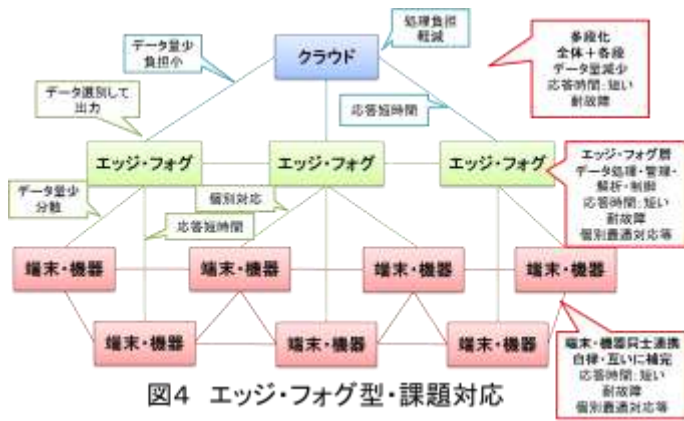 処理負担
軽減
クラウド
データ量少
負担小
多段化
全体+各段
データ量減少
応答時間:短い
耐故障
データ選別して
出力
応答短時間
エッジ・フォグ
エッジ・フォグ
エッジ・フォグ
エッジ・フォグ層
データ処理・管理・
解析・制御
応答時間:短い
耐故障
個別最適対応等
データ量少
分散
個別対応
応答短時間
端末・機器
端末・機器
端末・機器
端末・機器
端末・機器
端末・機器
端末・機器
端末・機器同士連携
自律・互いに補完
応答時間:短い
耐故障
個別最適対応等
図4 エッジ・フォグ型・課題対応